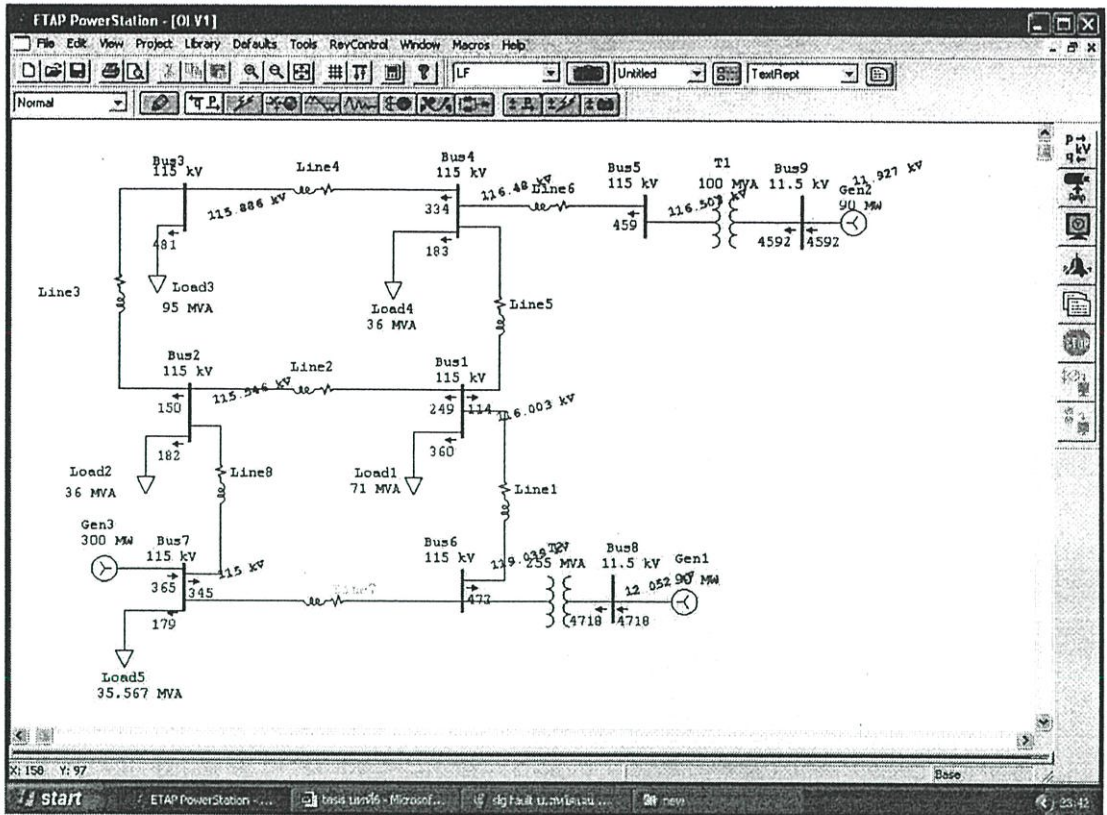 ETAP PowerStation - [OLV1]
File Edit View Project Library Defaults Tools RevControl Window Macros Help
LF Untitled TextRept
Normal
Bus3
115 kV
Line4
Bus4
115 kV
Bus5
115 kV
T1
100 MVA
Bus9
11.5 kV
11.927 kV
Gen2
90 MW
115.886 kV
334
116.48 kV
Line6
459
116.507 kV
4592 4592
481
183
Load3
95 MVA
Load4
36 MVA
Line3
Line5
Bus2
115 kV
Line2
Bus1
115 kV
150
115.546 kV
249 114
116.003 kV
182
360
Load2
36 MVA
Line8
Load1
71 MVA
Line1
Gen3
300 MW
Bus7
115 kV
115 kV
Bus6
115 kV
T2
255 MVA
Bus8
11.5 kV
Gen1
90 MW
365
345
Line7
4718 4718
179
Load5
35.567 MVA
X: 158 Y: 97
Base
start
ETAP PowerStation - ...
new
23:42